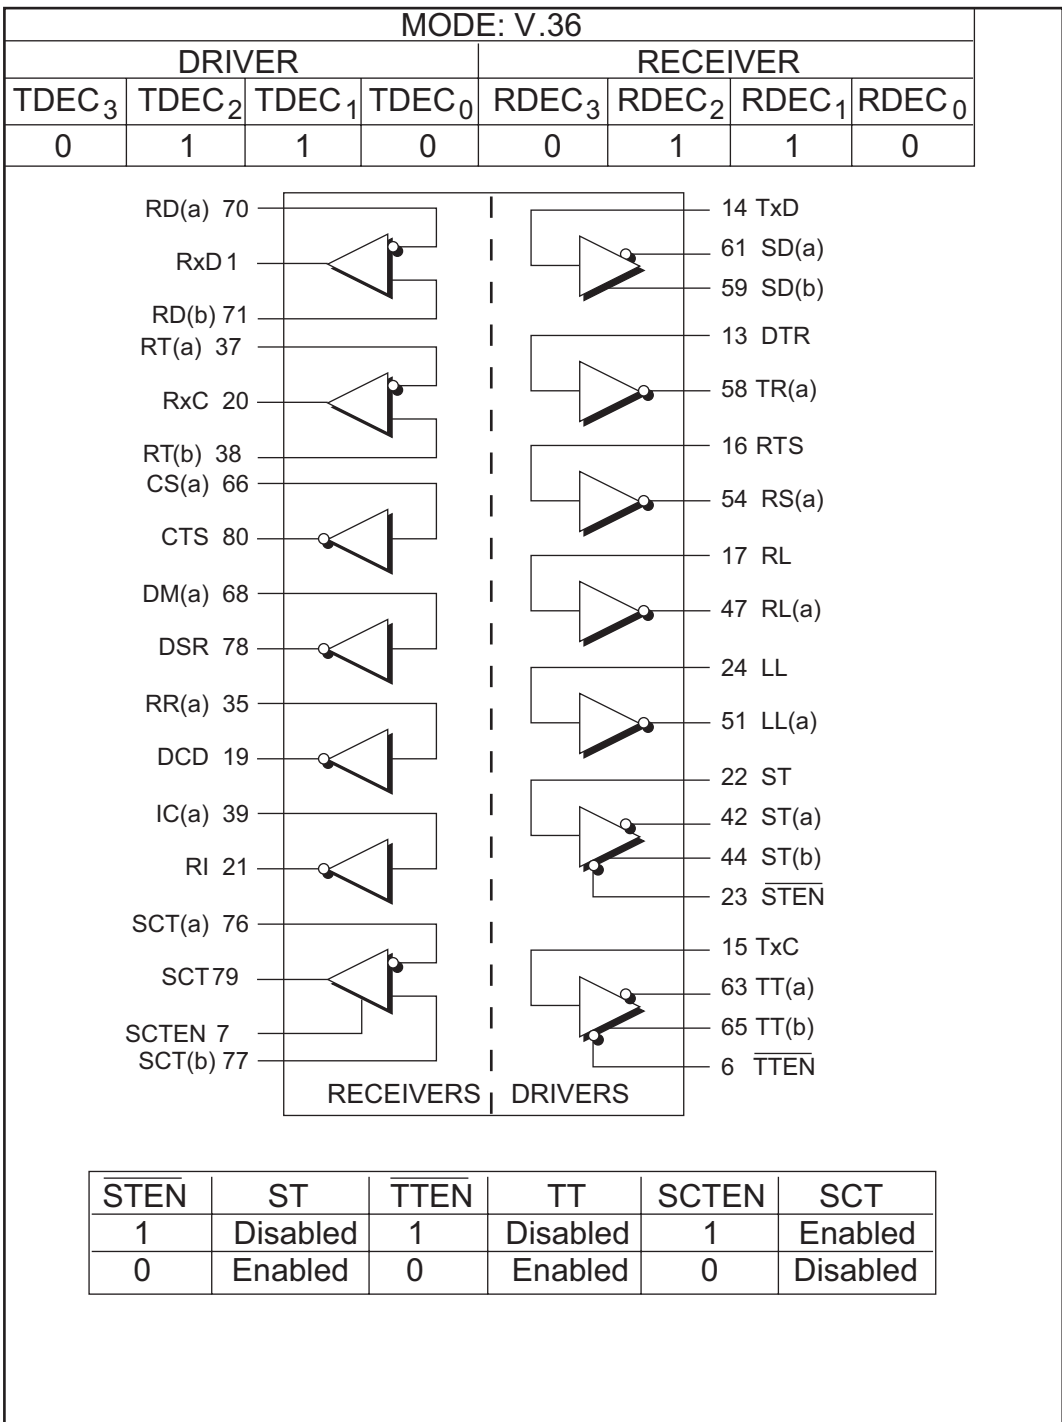 MODE: V.36
DRIVER RECEIVER
TDEC3 TDEC2 TDEC1 TDEC0 RDEC3 RDEC2 RDEC1 RDEC0
0 1 1 0 0 1 1 0
RD(a) 70
RxD 1
RD(b) 71
RT(a) 37
RxC 20
RT(b) 38
CS(a) 66
CTS 80
DM(a) 68
DSR 78
RR(a) 35
DCD 19
IC(a) 39
RI 21
SCT(a) 76
SCT 79
SCTEN 7
SCT(b) 77
RECEIVERS
14 TxD
61 SD(a)
59 SD(b)
13 DTR
58 TR(a)
16 RTS
54 RS(a)
17 RL
47 RL(a)
24 LL
51 LL(a)
22 ST
42 ST(a)
44 ST(b)
23 S̅T̅E̅N̅
15 TxC
63 TT(a)
65 TT(b)
6 T̅T̅E̅N̅
DRIVERS
S̅T̅E̅N̅ ST T̅T̅E̅N̅ TT SCTEN SCT
1 Disabled 1 Disabled 1 Enabled
0 Enabled 0 Enabled 0 Disabled